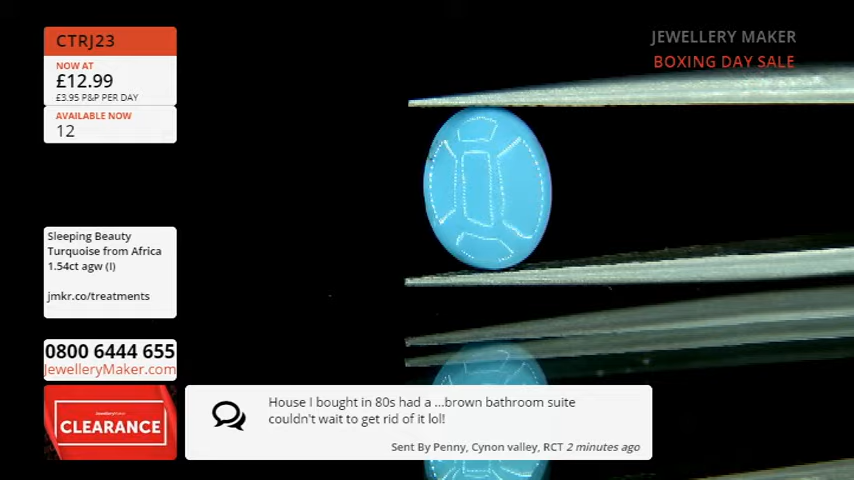 CTRJ23
NOW AT
£12.99
£3.95 P&P PER DAY
AVAILABLE NOW
12
JEWELLERY MAKER
BOXING DAY SALE
Sleeping Beauty
Turquoise from Africa
1.54ct agw (I)
jmkr.co/treatments
0800 6444 655
JewelleryMaker.com
CLEARANCE
House I bought in 80s had a ...brown bathroom suite
couldn't wait to get rid of it lol!
Sent By Penny, Cynon valley, RCT 2 minutes ago